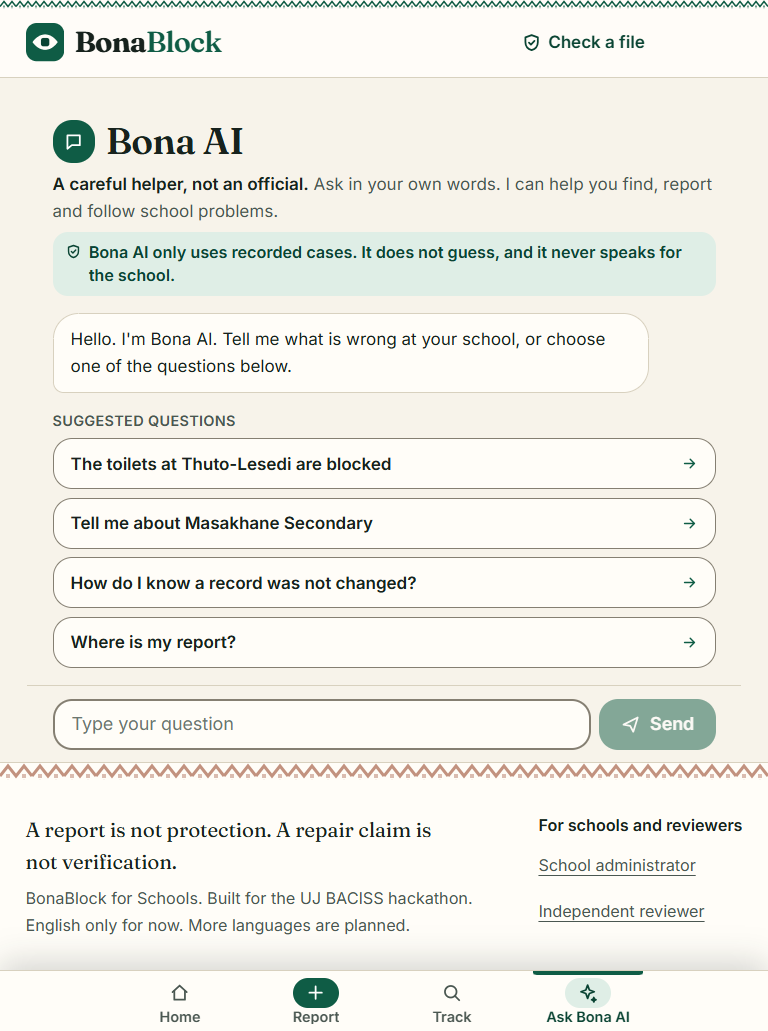 BonaBlock
Check a file
Bona AI
A careful helper, not an official. Ask in your own words. I can help you find, report
and follow school problems.
Bona AI only uses recorded cases. It does not guess, and it never speaks for
the school.
Hello. I'm Bona AI. Tell me what is wrong at your school, or choose
one of the questions below.
SUGGESTED QUESTIONS
The toilets at Thuto-Lesedi are blocked
Tell me about Masakhane Secondary
How do I know a record was not changed?
Where is my report?
Type your question
Send
A report is not protection. A repair claim is
not verification.
BonaBlock for Schools. Built for the UJ BACISS hackathon.
English only for now. More languages are planned.
For schools and reviewers
School administrator
Independent reviewer
Home
Report
Track
Ask Bona AI